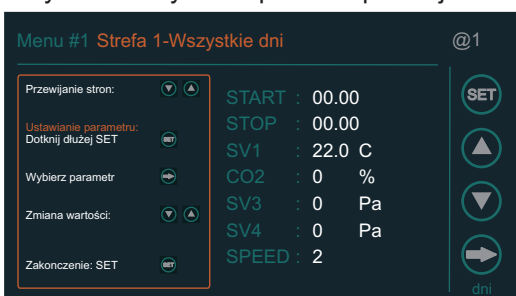 Menu #1 Strefa 1-Wszystkie dni @1
Przewijanie stron:
Ustawianie parametru:
Dotknij dłużej SET SET
Wybierz parametr
Zmiana wartości:
Zakonczenie: SET SET
START : 00.00
STOP : 00.00
SV1 : 22.0 C
CO2 : 0 %
SV3 : 0 Pa
SV4 : 0 Pa
SPEED : 2
SET
dni